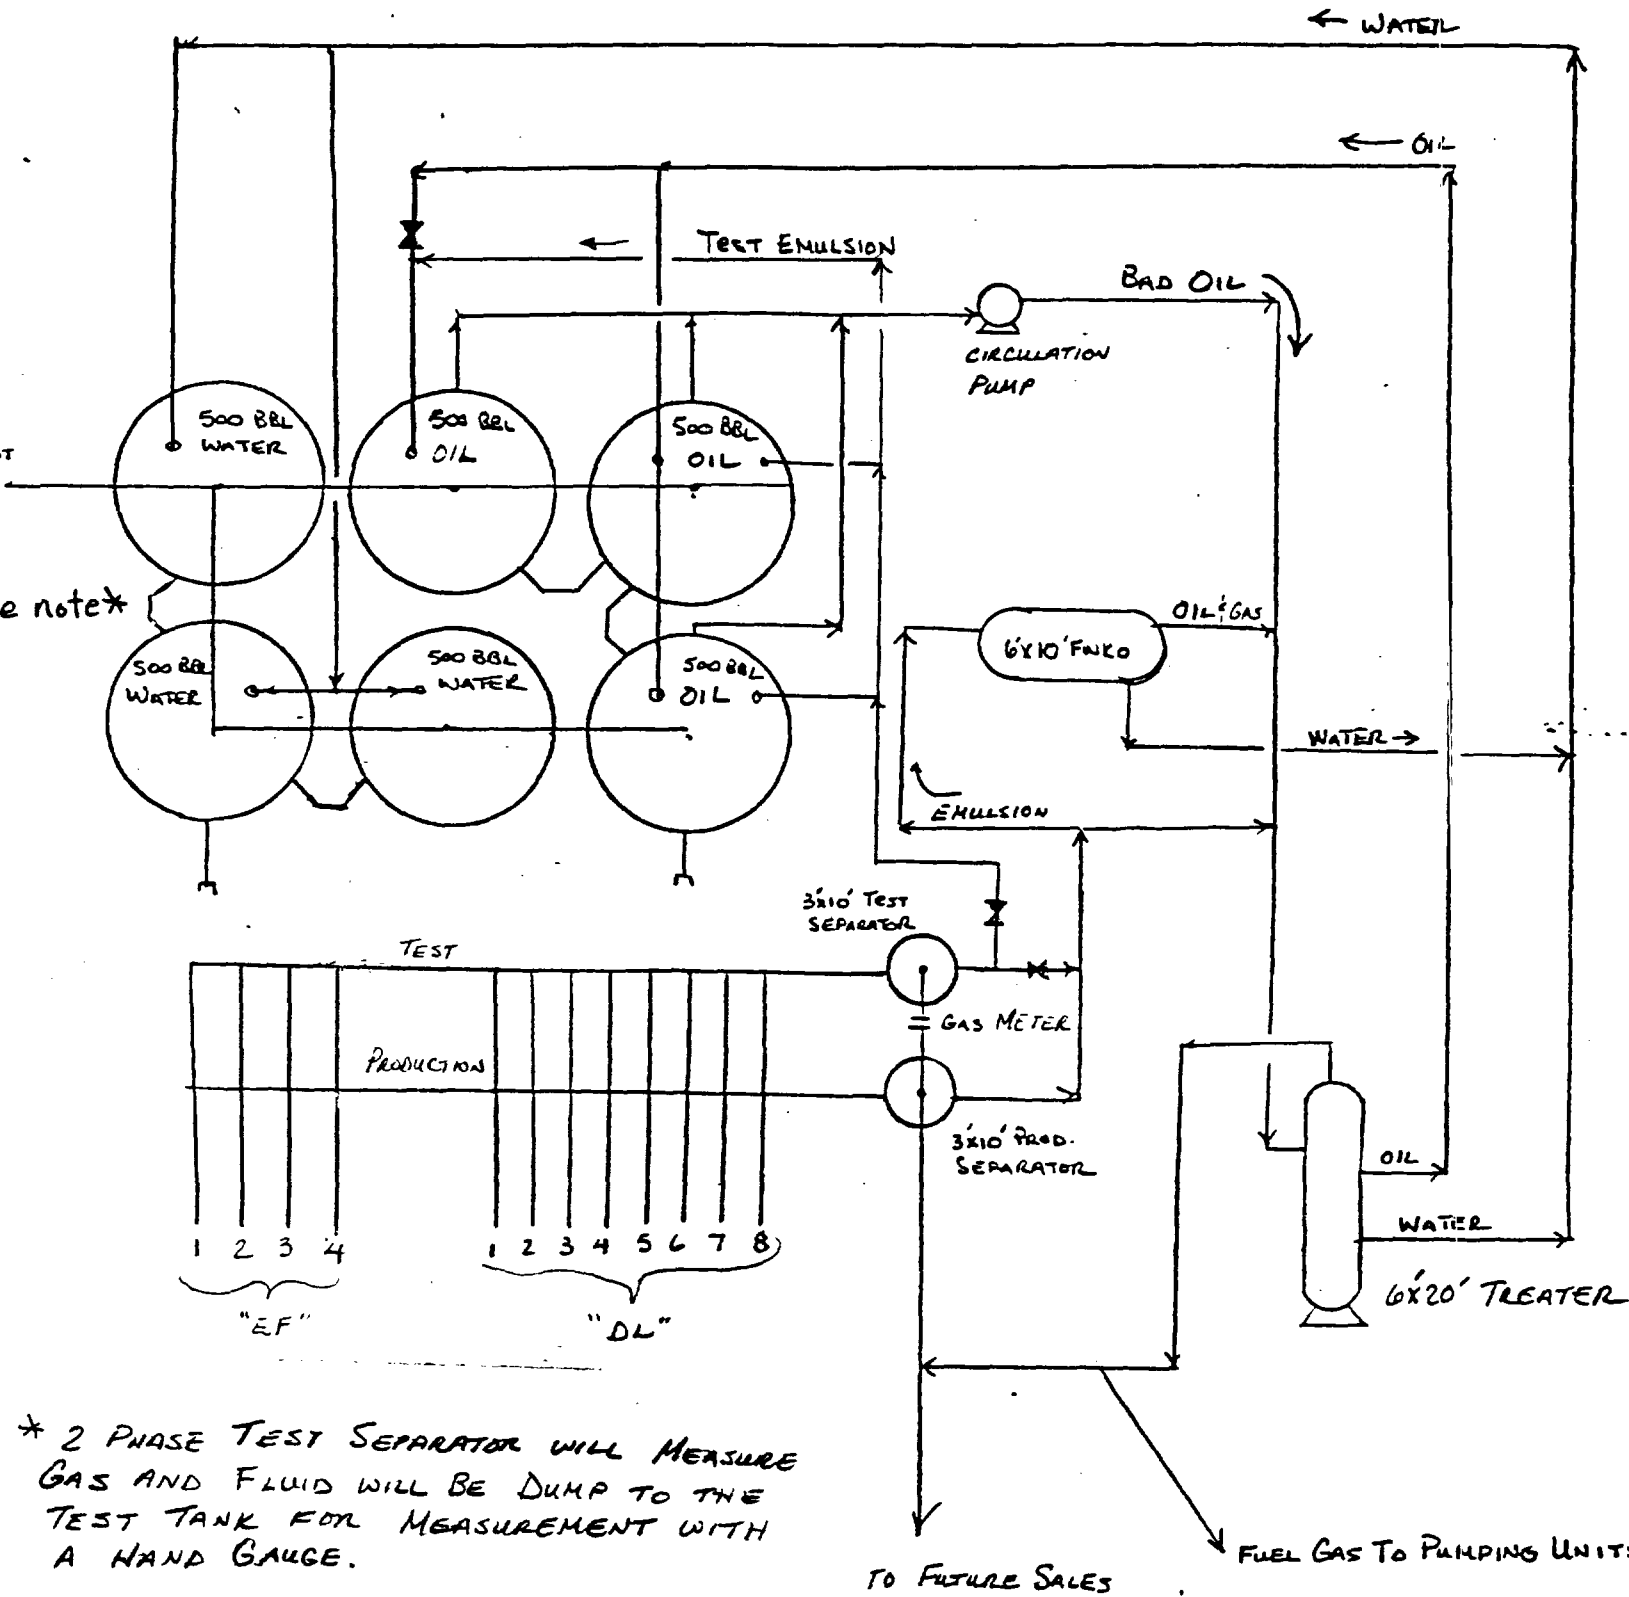 ← WATER
← OIL
← TEST EMULSION
BAD OIL
CIRCULATION
PUMP
500 BBL
WATER
500 BBL
OIL
500 BBL
OIL
e note*
500 BBL
WATER
500 BBL
WATER
500 BBL
OIL
OIL & GAS
6'X10' FWKO
WATER →
EMULSION
3'X10' TEST
SEPARATOR
TEST
GAS METER
PRODUCTION
3'X10' PROD.
SEPARATOR
OIL
WATER
1 2 3 4
1 2 3 4 5 6 7 8
6'X20' TREATER
"EF"
"DL"
* 2 PHASE TEST SEPARATOR WILL MEASURE
GAS AND FLUID WILL BE DUMP TO THE
TEST TANK FOR MEASUREMENT WITH
A HAND GAUGE.
FUEL GAS TO PUMPING UNIT
TO FUTURE SALES